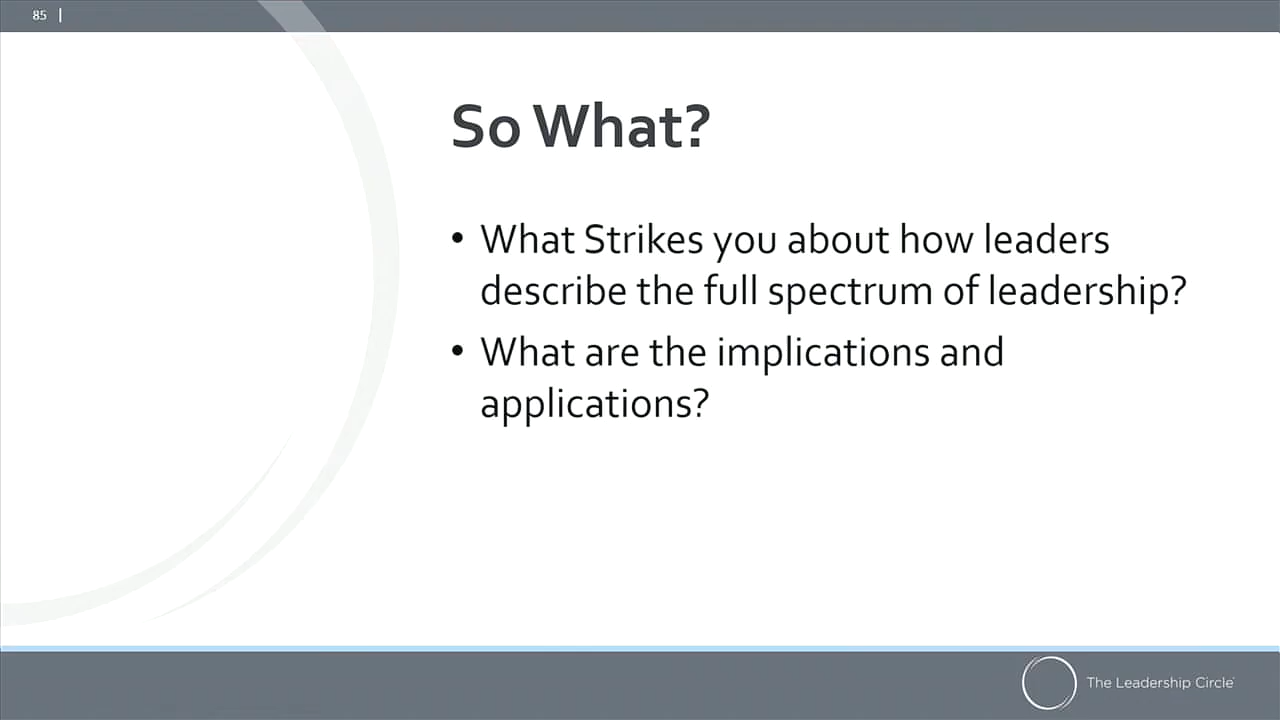 85 |
So What?
• What Strikes you about how leaders
describe the full spectrum of leadership?
• What are the implications and
applications?
The Leadership Circle